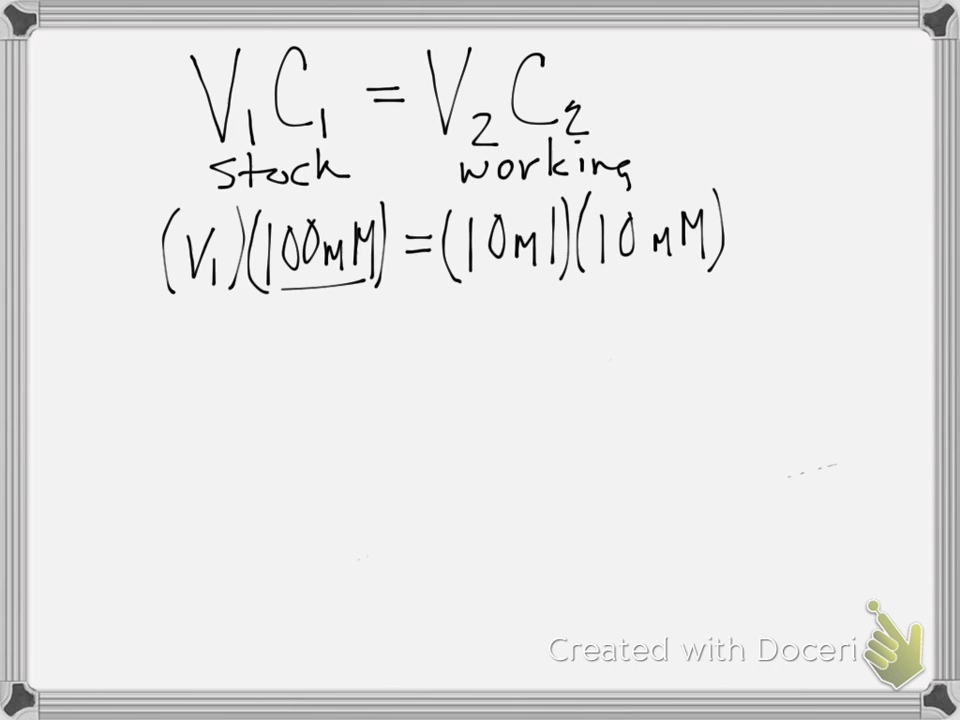 V₁C₁ = V₂C₂
stock working
(V₁)(100mM) = (10ml)(10mM)
Created with Doceri